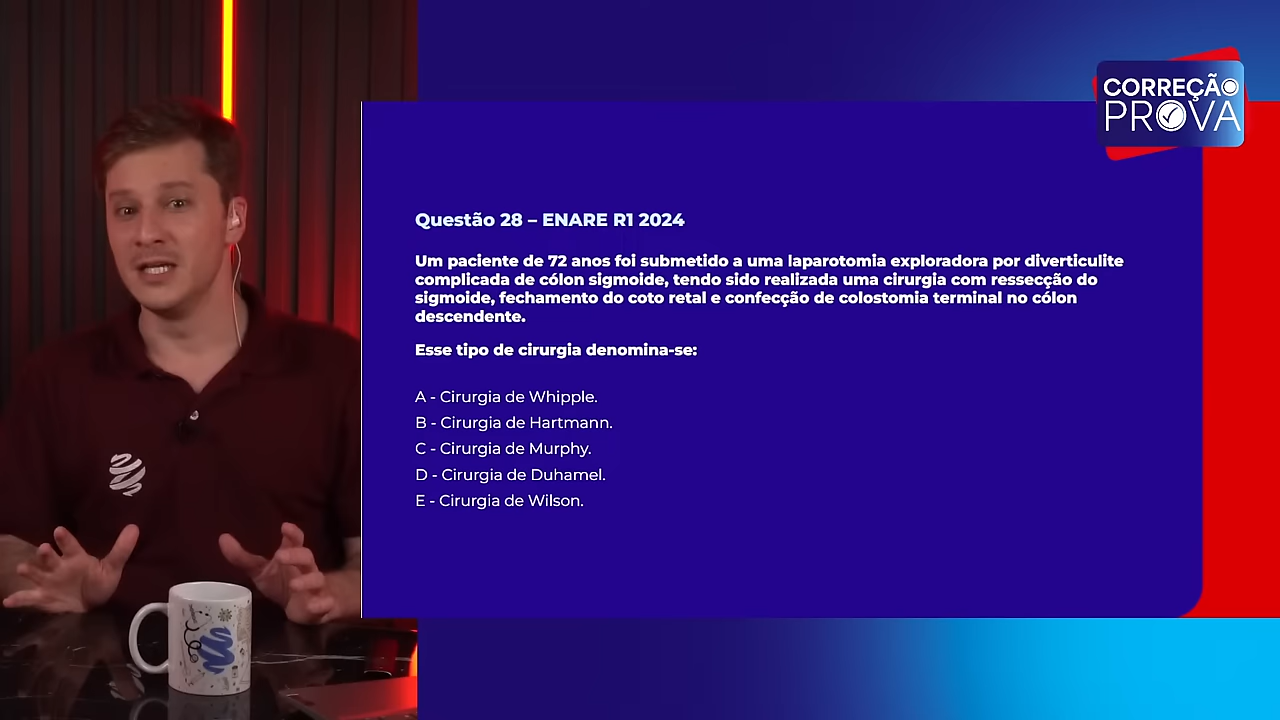 CORREÇÃO
PROVA
Questão 28 – ENARE R1 2024
Um paciente de 72 anos foi submetido a uma laparotomia exploradora por diverticulite
complicada de cólon sigmoide, tendo sido realizada uma cirurgia com ressecção do
sigmoide, fechamento do coto retal e confecção de colostomia terminal no cólon
descendente.
Esse tipo de cirurgia denomina-se:
A - Cirurgia de Whipple.
B - Cirurgia de Hartmann.
C - Cirurgia de Murphy.
D - Cirurgia de Duhamel.
E - Cirurgia de Wilson.